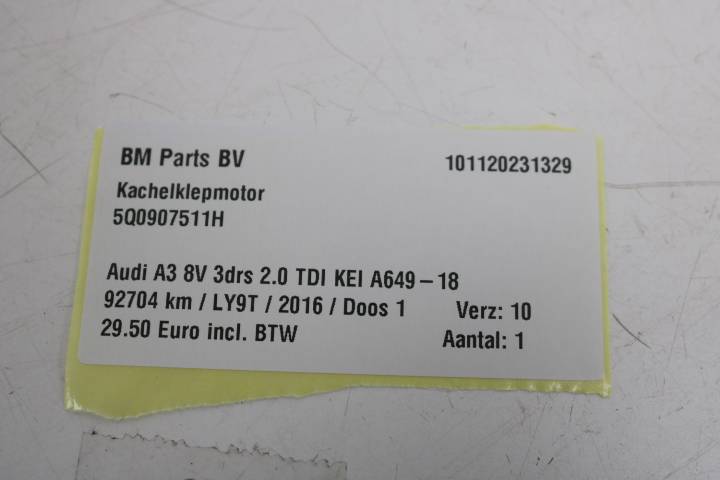 BM Parts BV 101120231329
Kachelklepmotor
5Q0907511H
Audi A3 8V 3drs 2.0 TDI KEI A649-18
92704 km / LY9T / 2016 / Doos 1 Verz: 10
29.50 Euro incl. BTW Aantal: 1